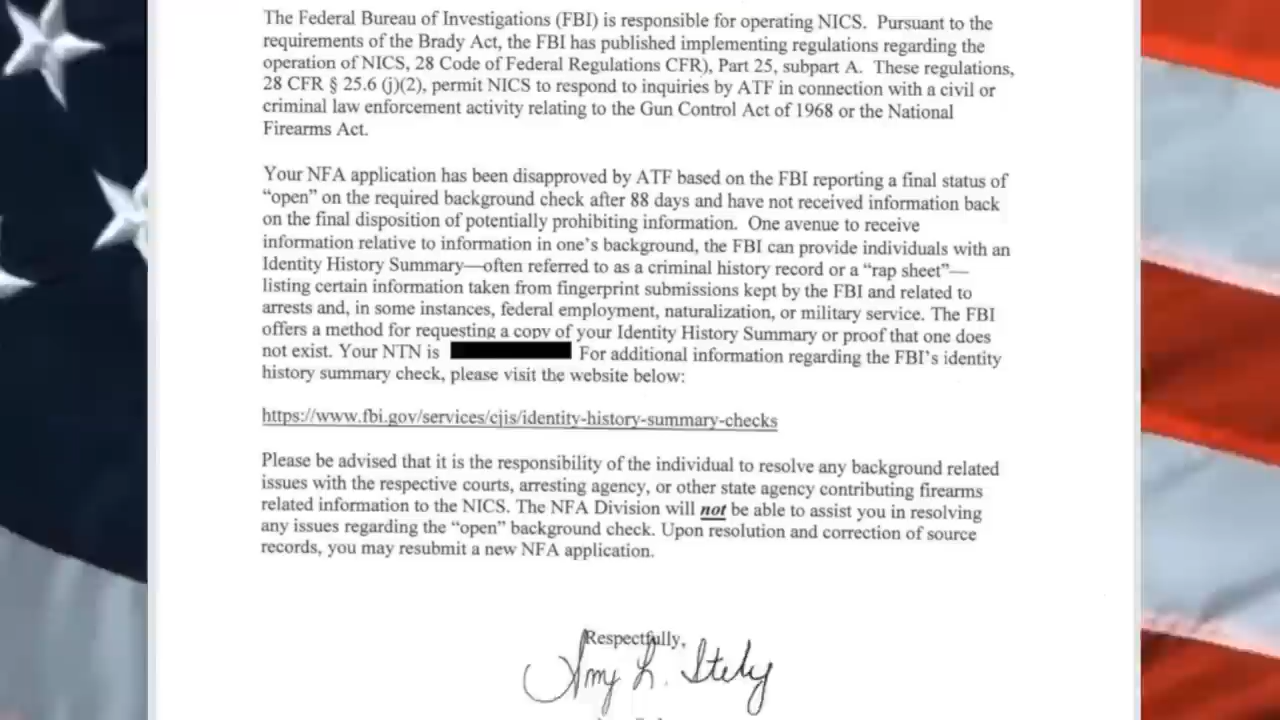 The Federal Bureau of Investigations (FBI) is responsible for operating NICS. Pursuant to the
requirements of the Brady Act, the FBI has published implementing regulations regarding the
operation of NICS, 28 Code of Federal Regulations CFR), Part 25, subpart A. These regulations,
28 CFR § 25.6 (j)(2), permit NICS to respond to inquiries by ATF in connection with a civil or
criminal law enforcement activity relating to the Gun Control Act of 1968 or the National
Firearms Act.
Your NFA application has been disapproved by ATF based on the FBI reporting a final status of
“open” on the required background check after 88 days and have not received information back
on the final disposition of potentially prohibiting information. One avenue to receive
information relative to information in one’s background, the FBI can provide individuals with an
Identity History Summary—often referred to as a criminal history record or a “rap sheet”—
listing certain information taken from fingerprint submissions kept by the FBI and related to
arrests and, in some instances, federal employment, naturalization, or military service. The FBI
offers a method for requesting a copy of your Identity History Summary or proof that one does
not exist. Your NTN is For additional information regarding the FBI’s identity
history summary check, please visit the website below:
https://www.fbi.gov/services/cjis/identity-history-summary-checks
Please be advised that it is the responsibility of the individual to resolve any background related
issues with the respective courts, arresting agency, or other state agency contributing firearms
related information to the NICS. The NFA Division will not be able to assist you in resolving
any issues regarding the “open” background check. Upon resolution and correction of source
records, you may resubmit a new NFA application.
Respectfully,
Amy L. Stely